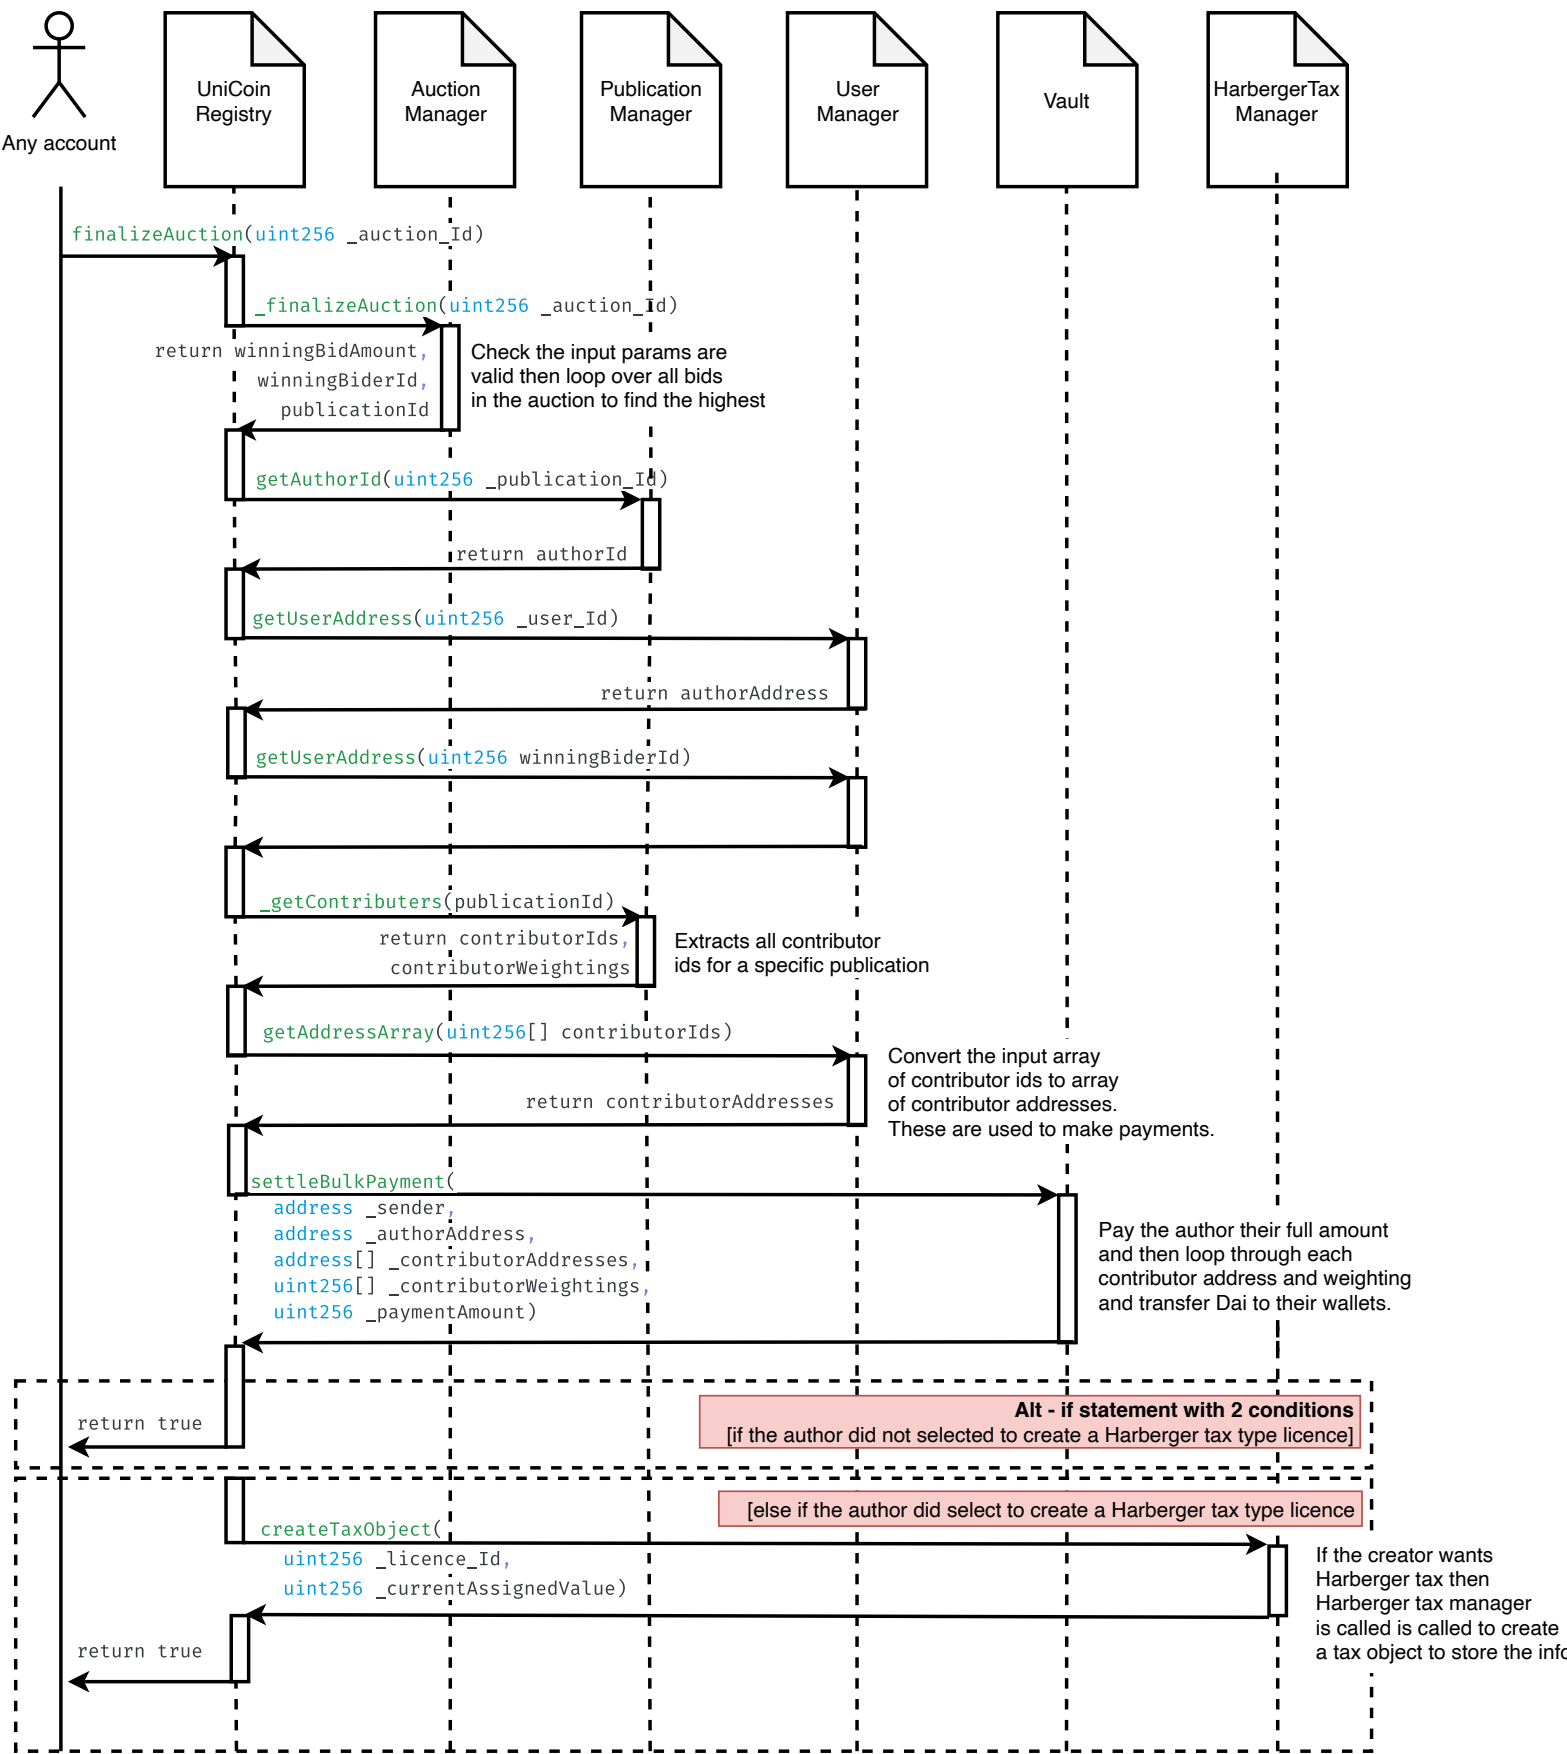 Any account
UniCoin
Registry
Auction
Manager
Publication
Manager
User
Manager
Vault
HarbergerTax
Manager
finalizeAuction(uint256 _auction_Id)
_finalizeAuction(uint256 _auction_Id)
return winningBidAmount,
winningBiderId,
publicationId
Check the input params are
valid then loop over all bids
in the auction to find the highest
getAuthorId(uint256 _publication_Id)
return authorId
getUserAddress(uint256 _user_Id)
return authorAddress
getUserAddress(uint256 winningBiderId)
_getContributers(publicationId)
return contributorIds,
contributorWeightings
Extracts all contributor
ids for a specific publication
getAddressArray(uint256[] contributorIds)
return contributorAddresses
Convert the input array
of contributor ids to array
of contributor addresses.
These are used to make payments.
settleBulkPayment(
address _sender,
address _authorAddress,
address[] _contributorAddresses,
uint256[] _contributorWeightings,
uint256 _paymentAmount)
Pay the author their full amount
and then loop through each
contributor address and weighting
and transfer Dai to their wallets.
Alt - if statement with 2 conditions
[if the author did not selected to create a Harberger tax type licence]
return true
[else if the author did select to create a Harberger tax type licence
createTaxObject(
uint256 _licence_Id,
uint256 _currentAssignedValue)
If the creator wants
Harberger tax then
Harberger tax manager
is called is called to create
a tax object to store the info
return true